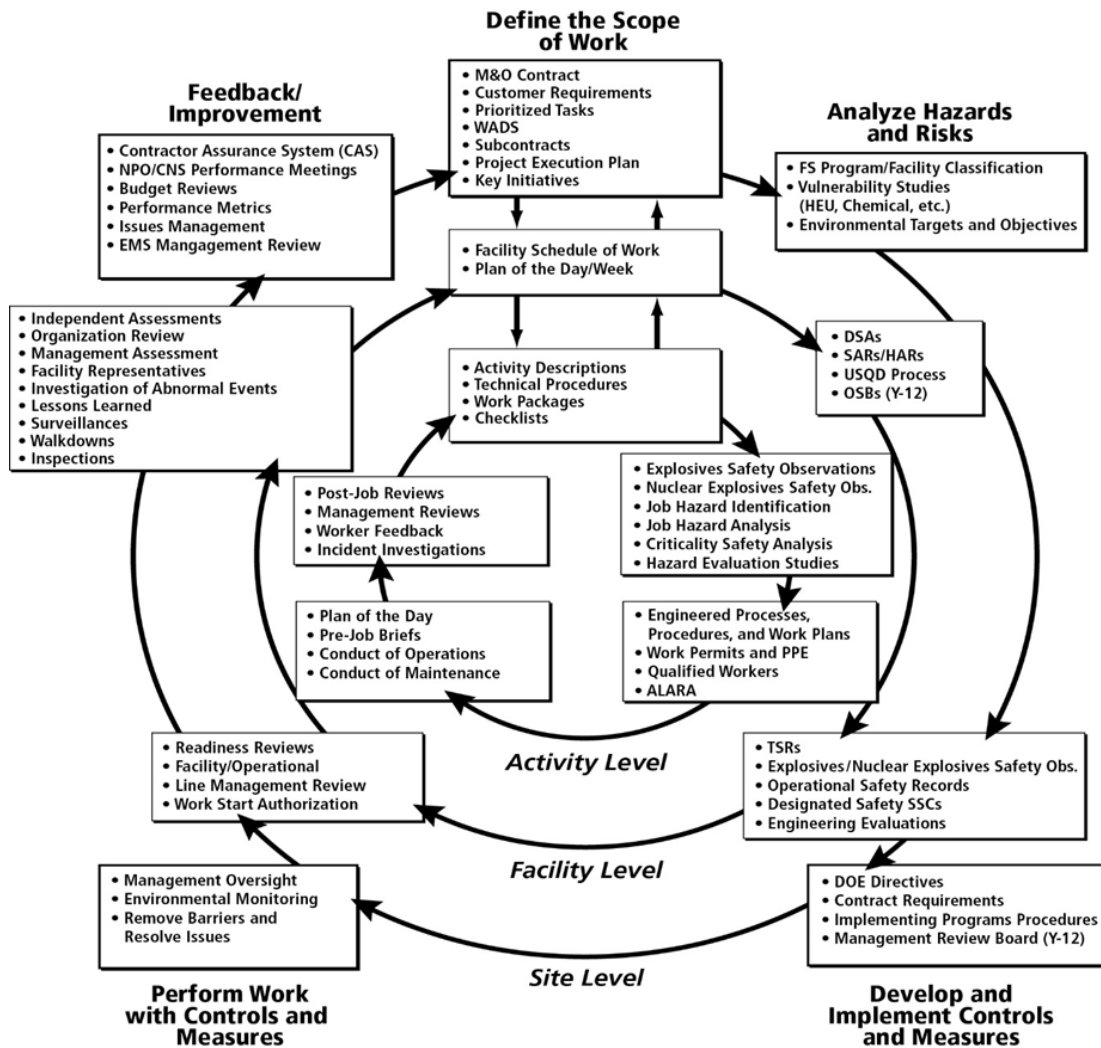 Define the Scope
of Work
• M&O Contract
• Customer Requirements
• Prioritized Tasks
• WADS
• Subcontracts
• Project Execution Plan
• Key Initiatives
Feedback/
Improvement
• Contractor Assurance System (CAS)
• NPO/CNS Performance Meetings
• Budget Reviews
• Performance Metrics
• Issues Management
• EMS Mangagement Review
Analyze Hazards
and Risks
• FS Program/Facility Classification
• Vulnerability Studies
(HEU, Chemical, etc.)
• Environmental Targets and Objectives
• Facility Schedule of Work
• Plan of the Day/Week
• Independent Assessments
• Organization Review
• Management Assessment
• Facility Representatives
• Investigation of Abnormal Events
• Lessons Learned
• Surveillances
• Walkdowns
• Inspections
• DSAs
• SARs/HARs
• USQD Process
• OSBs (Y-12)
• Activity Descriptions
• Technical Procedures
• Work Packages
• Checklists
• Post-Job Reviews
• Management Reviews
• Worker Feedback
• Incident Investigations
• Explosives Safety Observations
• Nuclear Explosives Safety Obs.
• Job Hazard Identification
• Job Hazard Analysis
• Criticality Safety Analysis
• Hazard Evaluation Studies
• Plan of the Day
• Pre-Job Briefs
• Conduct of Operations
• Conduct of Maintenance
• Engineered Processes,
Procedures, and Work Plans
• Work Permits and PPE
• Qualified Workers
• ALARA
Activity Level
• Readiness Reviews
• Facility/Operational
• Line Management Review
• Work Start Authorization
• TSRs
• Explosives/Nuclear Explosives Safety Obs.
• Operational Safety Records
• Designated Safety SSCs
• Engineering Evaluations
Facility Level
• Management Oversight
• Environmental Monitoring
• Remove Barriers and
Resolve Issues
• DOE Directives
• Contract Requirements
• Implementing Programs Procedures
• Management Review Board (Y-12)
Site Level
Perform Work
with Controls and
Measures
Develop and
Implement Controls
and Measures